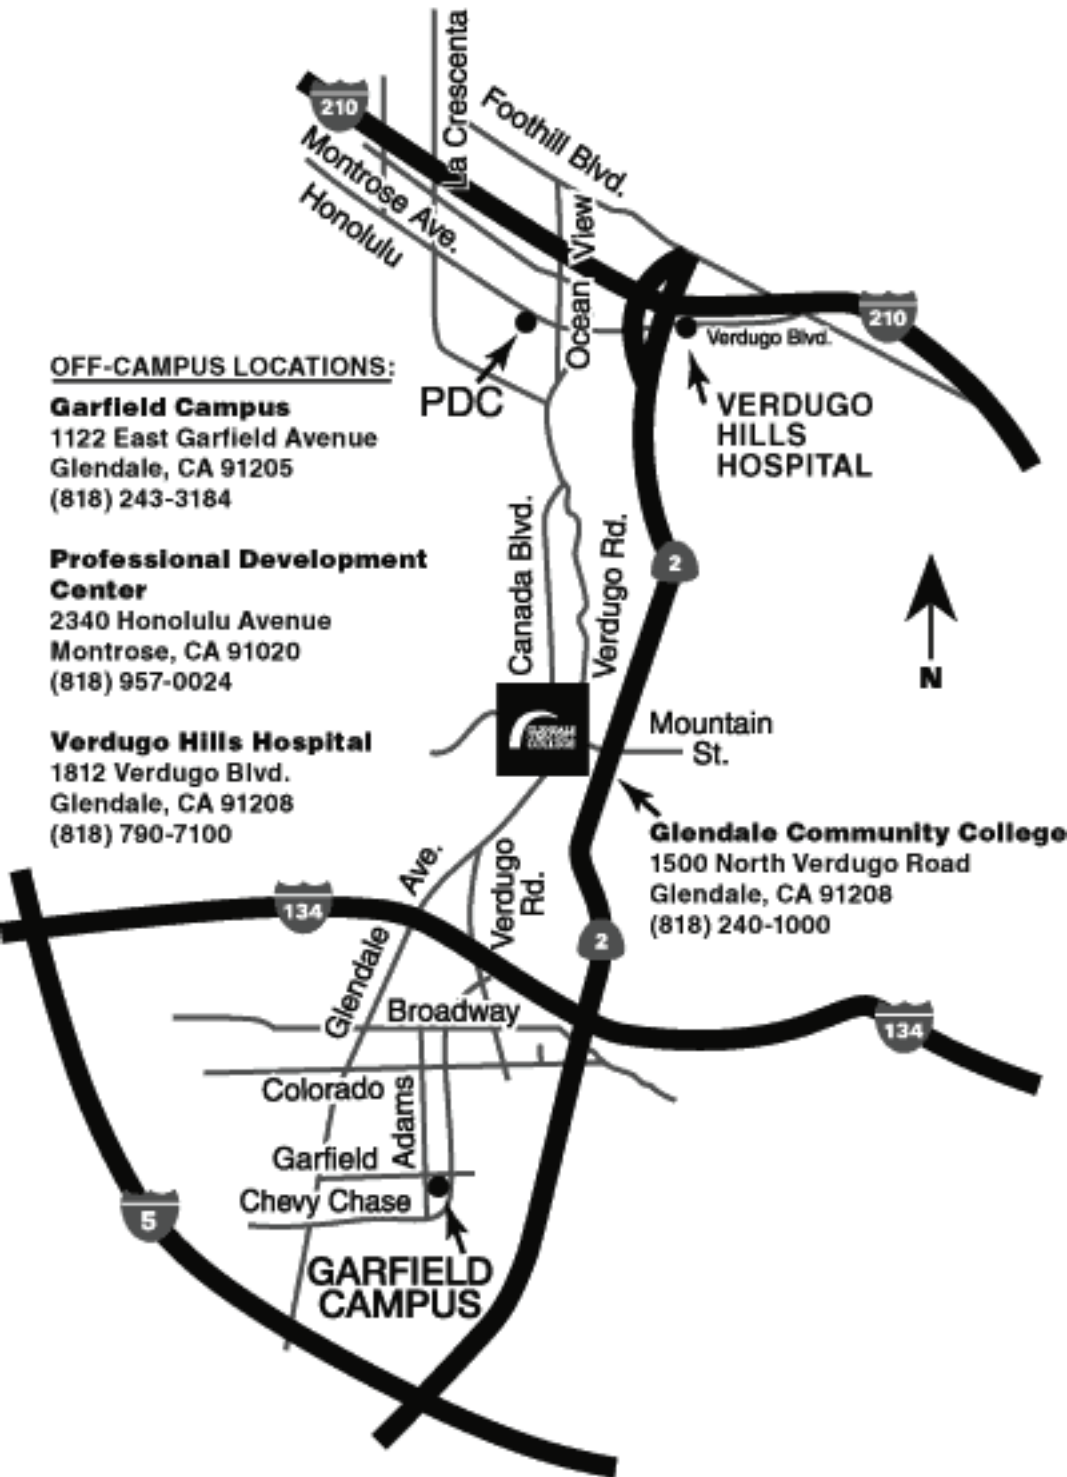 La Crescenta
210
Foothill Blvd.
Montrose Ave.
Honolulu
Ocean View
210
Verdugo Blvd.
PDC
VERDUGO
HILLS
HOSPITAL
OFF-CAMPUS LOCATIONS:
Garfield Campus
1122 East Garfield Avenue
Glendale, CA 91205
(818) 243-3184
Professional Development
Center
2340 Honolulu Avenue
Montrose, CA 91020
(818) 957-0024
Verdugo Hills Hospital
1812 Verdugo Blvd.
Glendale, CA 91208
(818) 790-7100
Canada Blvd.
Verdugo Rd.
2
N
GLENDALE
COMMUNITY
COLLEGE
Mountain
St.
Glendale Community College
1500 North Verdugo Road
Glendale, CA 91208
(818) 240-1000
Glendale Ave.
Verdugo
Rd.
134
2
Broadway
134
Colorado
Adams
Garfield
Chevy Chase
5
GARFIELD
CAMPUS